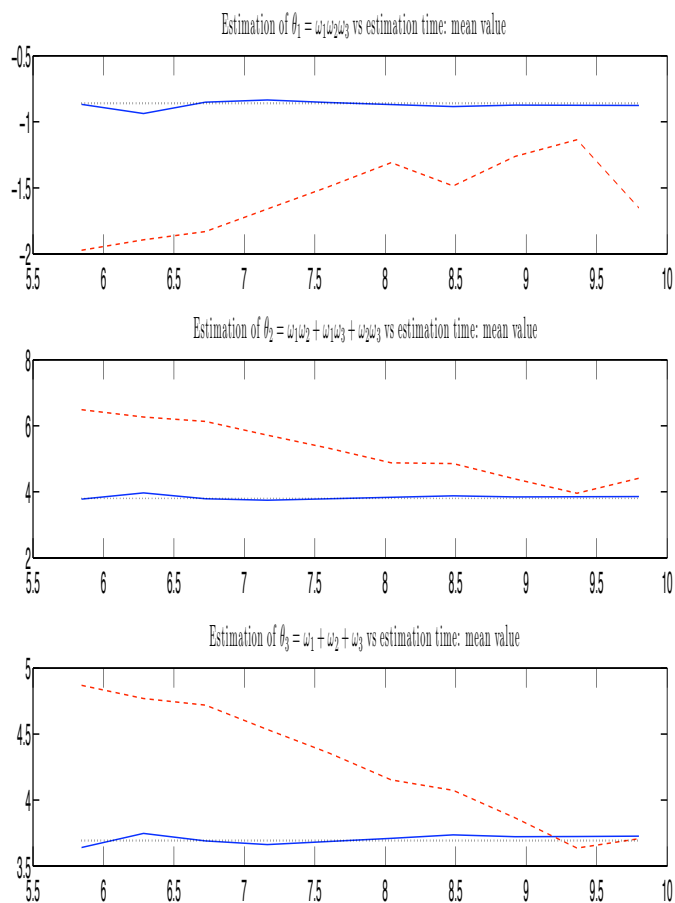 Estimation of θ₁ = ω₁ω₂ω₃ vs estimation time: mean value
−0.5
−1
−1.5
−2
5.5 6 6.5 7 7.5 8 8.5 9 9.5 10
Estimation of θ₂ = ω₁ω₂ + ω₁ω₃ + ω₂ω₃ vs estimation time: mean value
8
6
4
2
5.5 6 6.5 7 7.5 8 8.5 9 9.5 10
Estimation of θ₃ = ω₁ + ω₂ + ω₃ vs estimation time: mean value
5
4.5
4
3.5
5.5 6 6.5 7 7.5 8 8.5 9 9.5 10